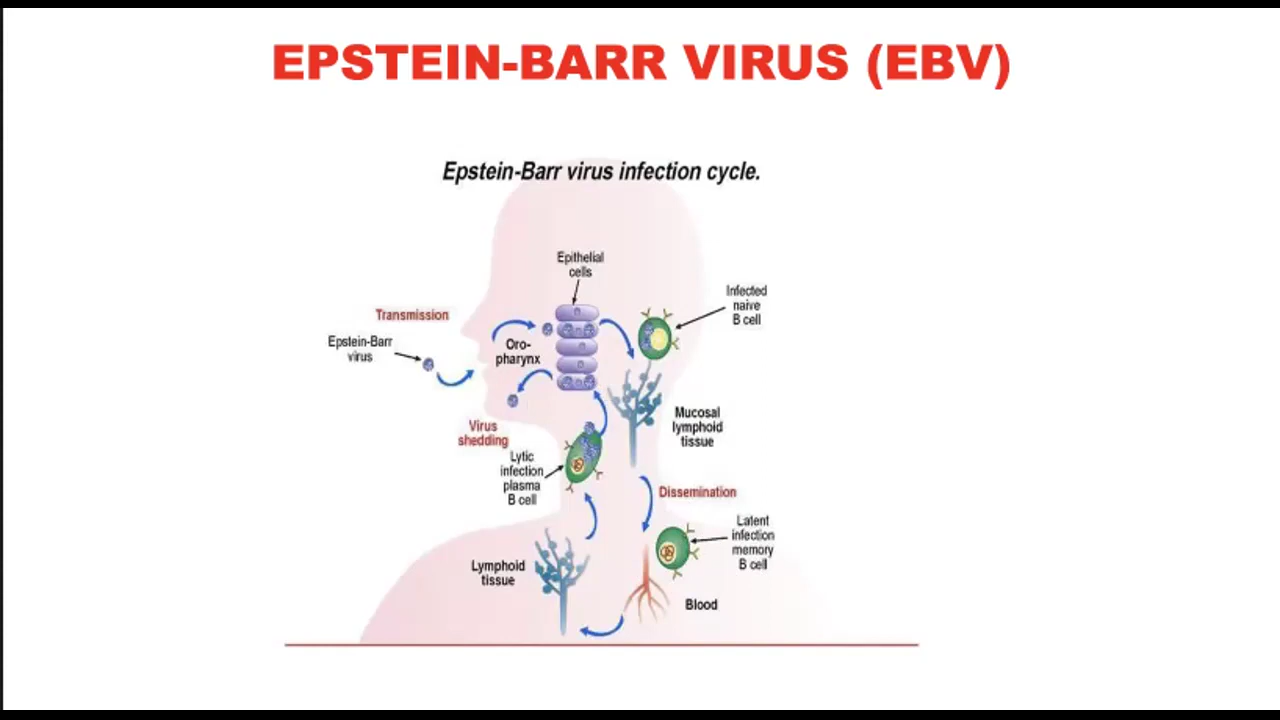 EPSTEIN-BARR VIRUS (EBV)
Epstein-Barr virus infection cycle.
Epithelial
cells
Infected
naive
B cell
Transmission
Epstein-Barr
virus
Oro-
pharynx
Mucosal
lymphoid
tissue
Virus
shedding
Lytic
infection
plasma
B cell
Dissemination
Latent
infection
memory
B cell
Lymphoid
tissue
Blood